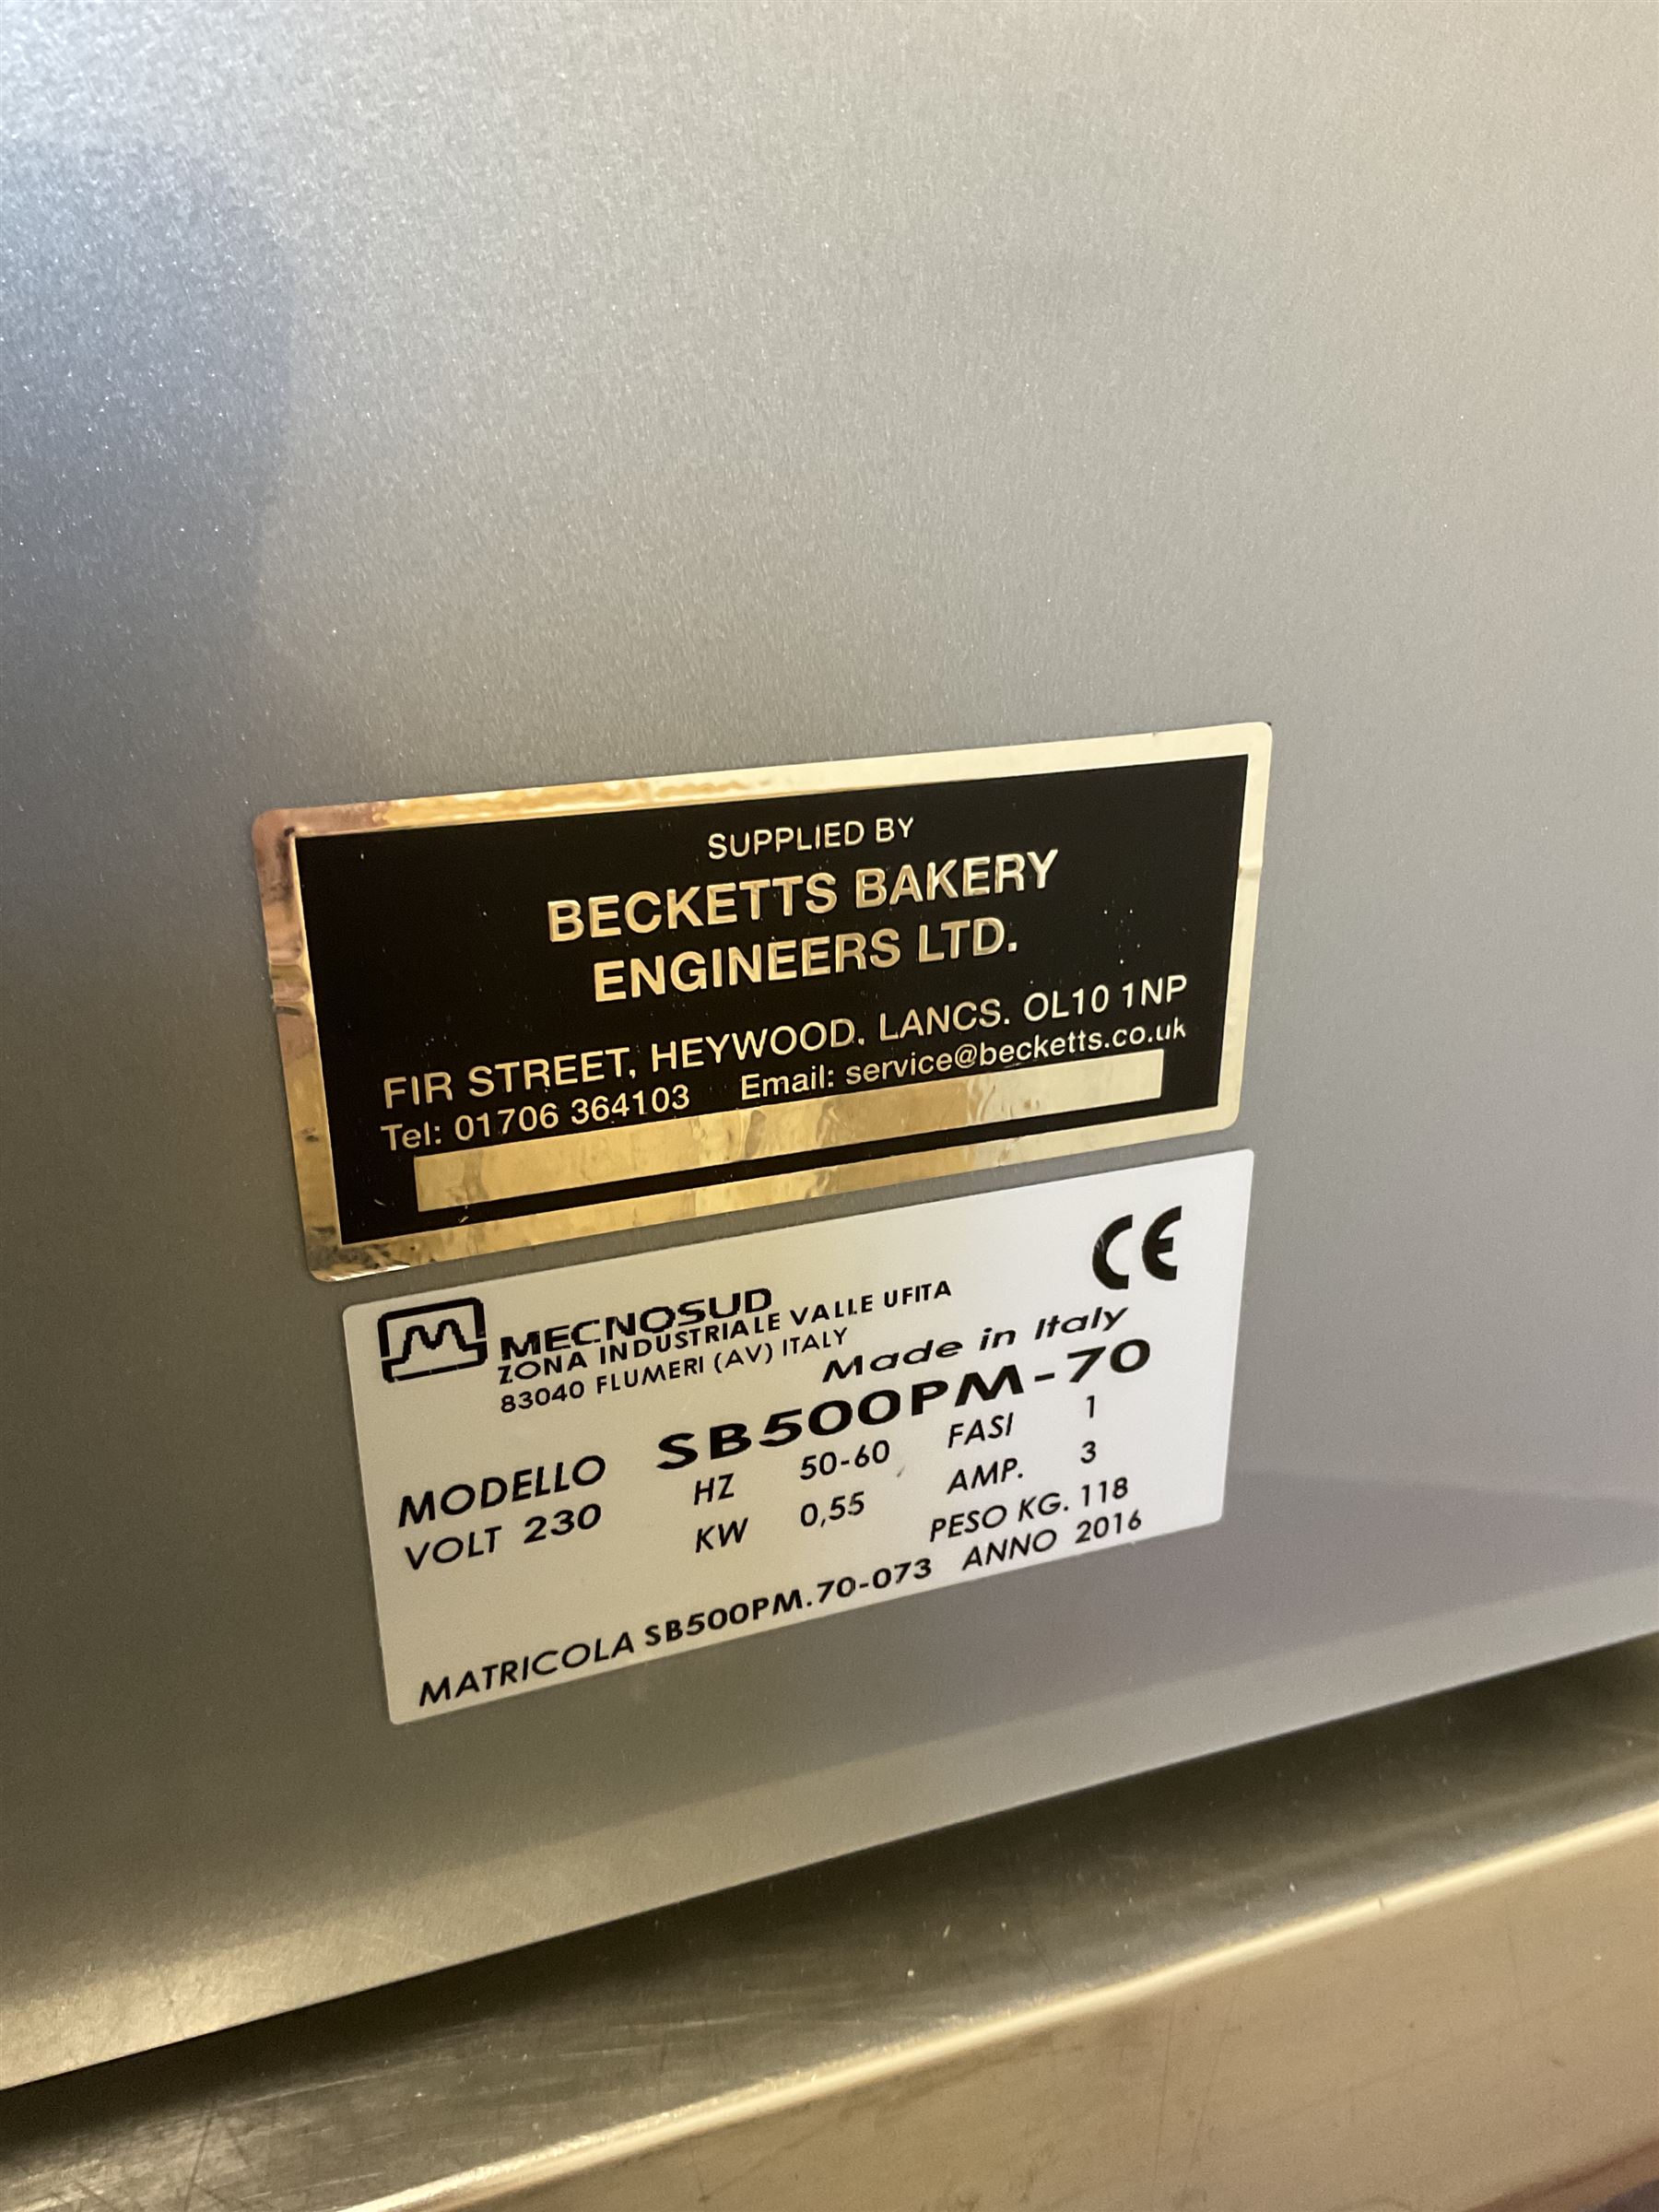 SUPPLIED BY
BECKETTS BAKERY
ENGINEERS LTD.
FIR STREET, HEYWOOD. LANCS. OL10 1NP
Tel: 01706 364103 Email: service@becketts.co.uk
CE
MECNOSUD
ZONA INDUSTRIALE VALLE UFITA
83040 FLUMERI (AV) ITALY
Made in Italy
MODELLO SB500PM-70
VOLT 230 HZ 50-60 FASI 1
KW 0,55 AMP. 3
PESO KG. 118
MATRICOLA SB500PM.70-073 ANNO 2016